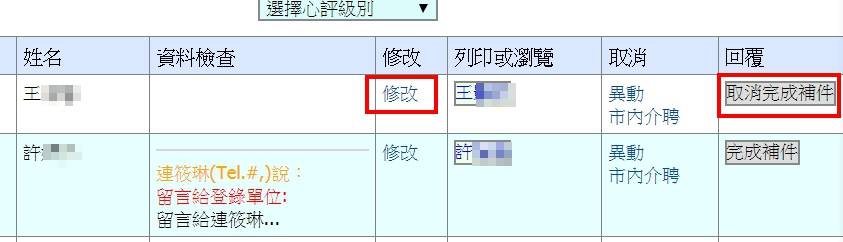 選擇心評級別
姓名 資料檢查 修改 列印或瀏覽 取消 回覆
王 修改 王 異動 取消完成補件
市內介聘
許 修改 許 異動 完成補件
市內介聘
連筱琳(Tel.#,)說：
留言給登錄單位:
留言給連筱琳...